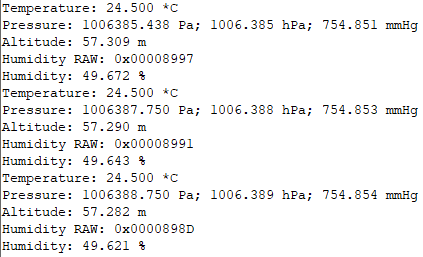 Temperature: 24.500 *C
Pressure: 1006385.438 Pa; 1006.385 hPa; 754.851 mmHg
Altitude: 57.309 m
Humidity RAW: 0x00008997
Humidity: 49.672 %
Temperature: 24.500 *C
Pressure: 1006387.750 Pa; 1006.388 hPa; 754.853 mmHg
Altitude: 57.290 m
Humidity RAW: 0x00008991
Humidity: 49.643 %
Temperature: 24.500 *C
Pressure: 1006388.750 Pa; 1006.389 hPa; 754.854 mmHg
Altitude: 57.282 m
Humidity RAW: 0x0000898D
Humidity: 49.621 %